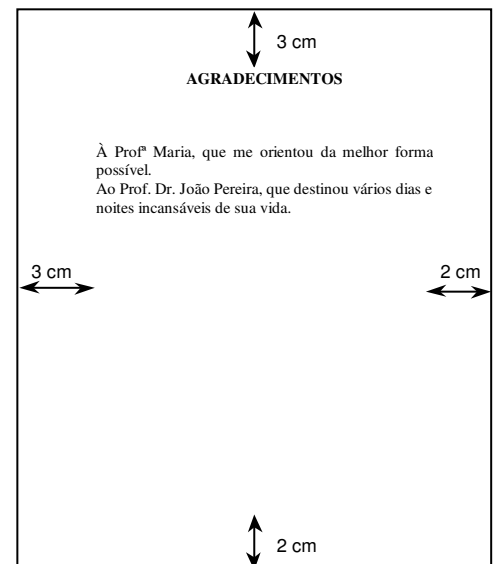 3 cm
AGRADECIMENTOS
À Profª Maria, que me orientou da melhor forma
possível.
Ao Prof. Dr. João Pereira, que destinou vários dias e
noites incansáveis de sua vida.
3 cm
2 cm
2 cm